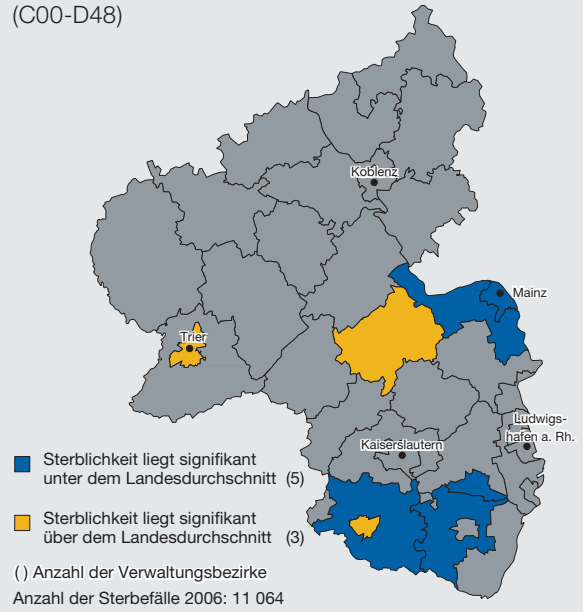 (C00-D48)
Koblenz
Mainz
Trier
Ludwigs-
hafen a. Rh.
Kaiserslautern
Sterblichkeit liegt signifikant
unter dem Landesdurchschnitt (5)
Sterblichkeit liegt signifikant
über dem Landesdurchschnitt (3)
( ) Anzahl der Verwaltungsbezirke
Anzahl der Sterbefälle 2006: 11 064